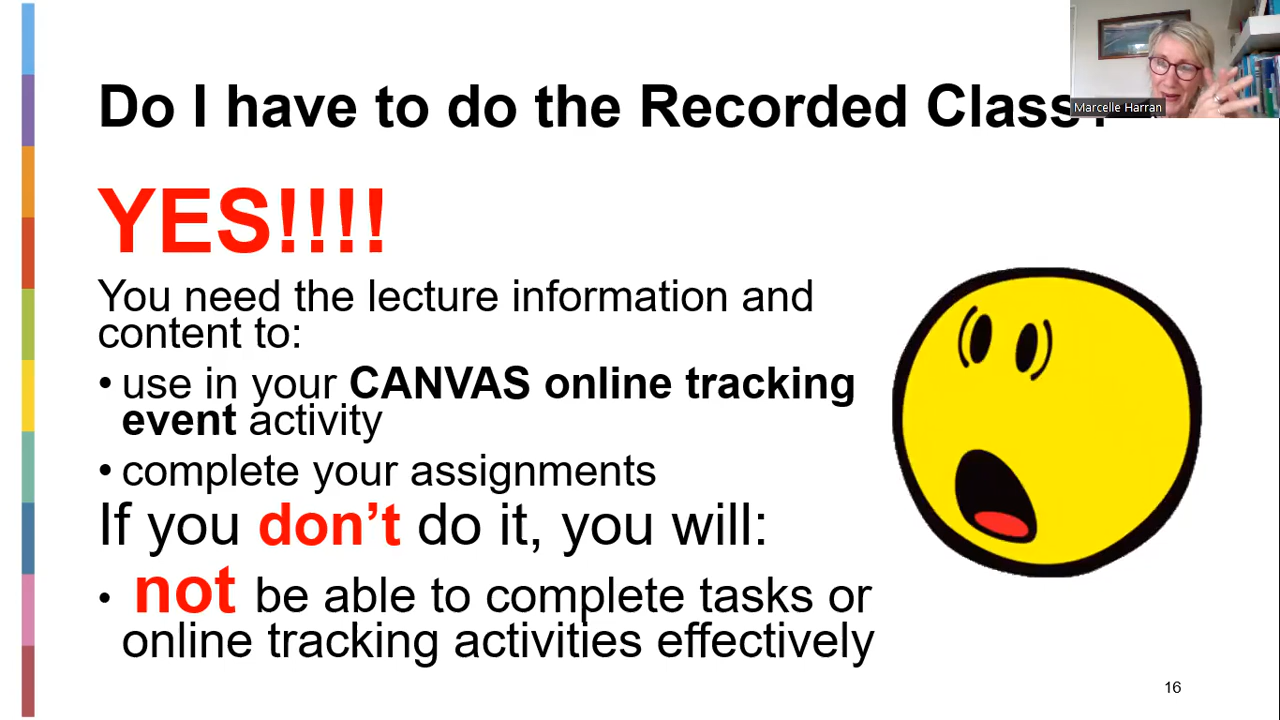 Do I have to do the Recorded Class?
Marcelle Harran
YES!!!!
You need the lecture information and
content to:
• use in your CANVAS online tracking
event activity
• complete your assignments
If you don’t do it, you will:
• not be able to complete tasks or
online tracking activities effectively
16